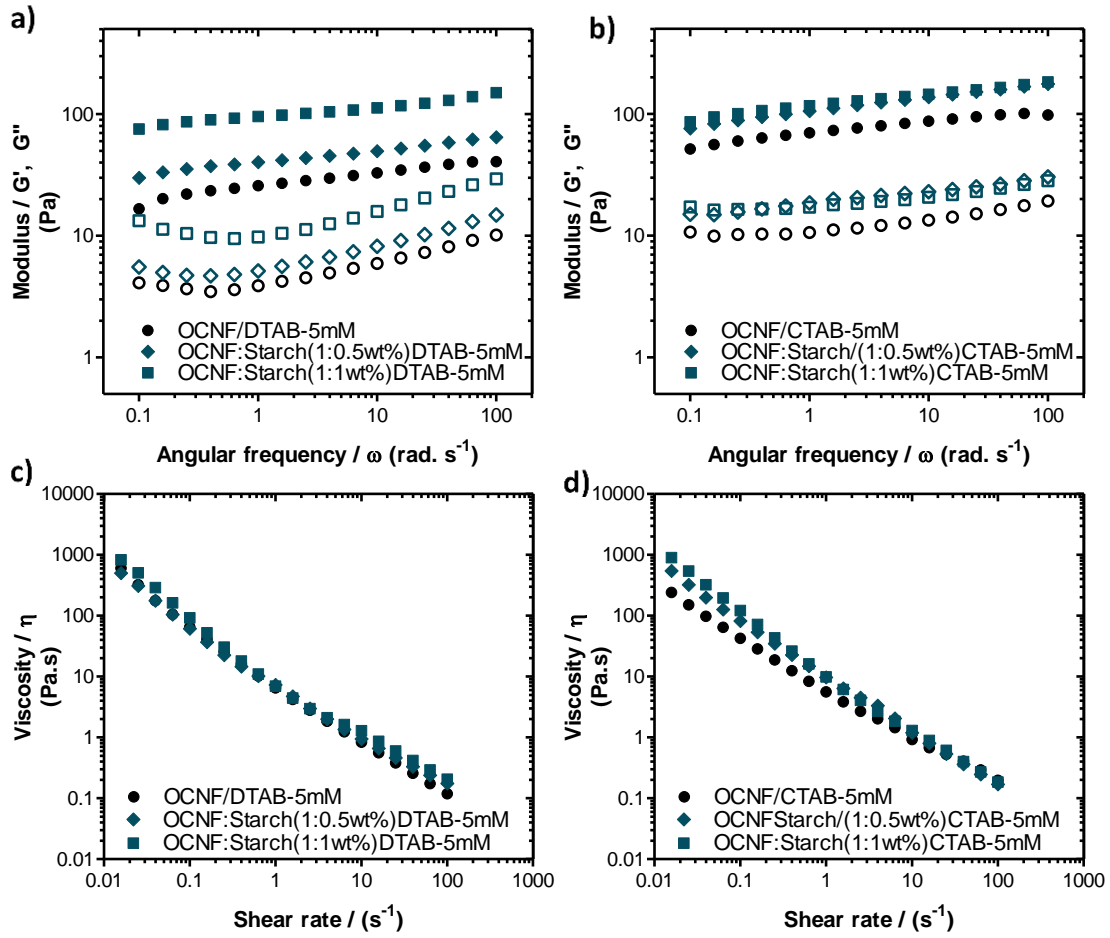 a)
Modulus / G', G''
(Pa)
100
10
1
OCNF/DTAB-5mM
OCNF:Starch(1:0.5wt%)DTAB-5mM
OCNF:Starch(1:1wt%)DTAB-5mM
0.1 1 10 100
Angular frequency / ω (rad. s⁻¹)
b)
Modulus / G', G''
(Pa)
100
10
1
OCNF/CTAB-5mM
OCNF:Starch/(1:0.5wt%)CTAB-5mM
OCNF:Starch(1:1wt%)CTAB-5mM
0.1 1 10 100
Angular frequency / ω (rad. s⁻¹)
c)
Viscosity / η
(Pa.s)
10000
1000
100
10
1
0.1
0.01
OCNF/DTAB-5mM
OCNF:Starch(1:0.5wt%)DTAB-5mM
OCNF:Starch(1:1wt%)DTAB-5mM
0.01 0.1 1 10 100 1000
Shear rate / (s⁻¹)
d)
Viscosity / η
(Pa.s)
10000
1000
100
10
1
0.1
0.01
OCNF/CTAB-5mM
OCNFStarch/(1:0.5wt%)CTAB-5mM
OCNF:Starch(1:1wt%)CTAB-5mM
0.01 0.1 1 10 100 1000
Shear rate / (s⁻¹)